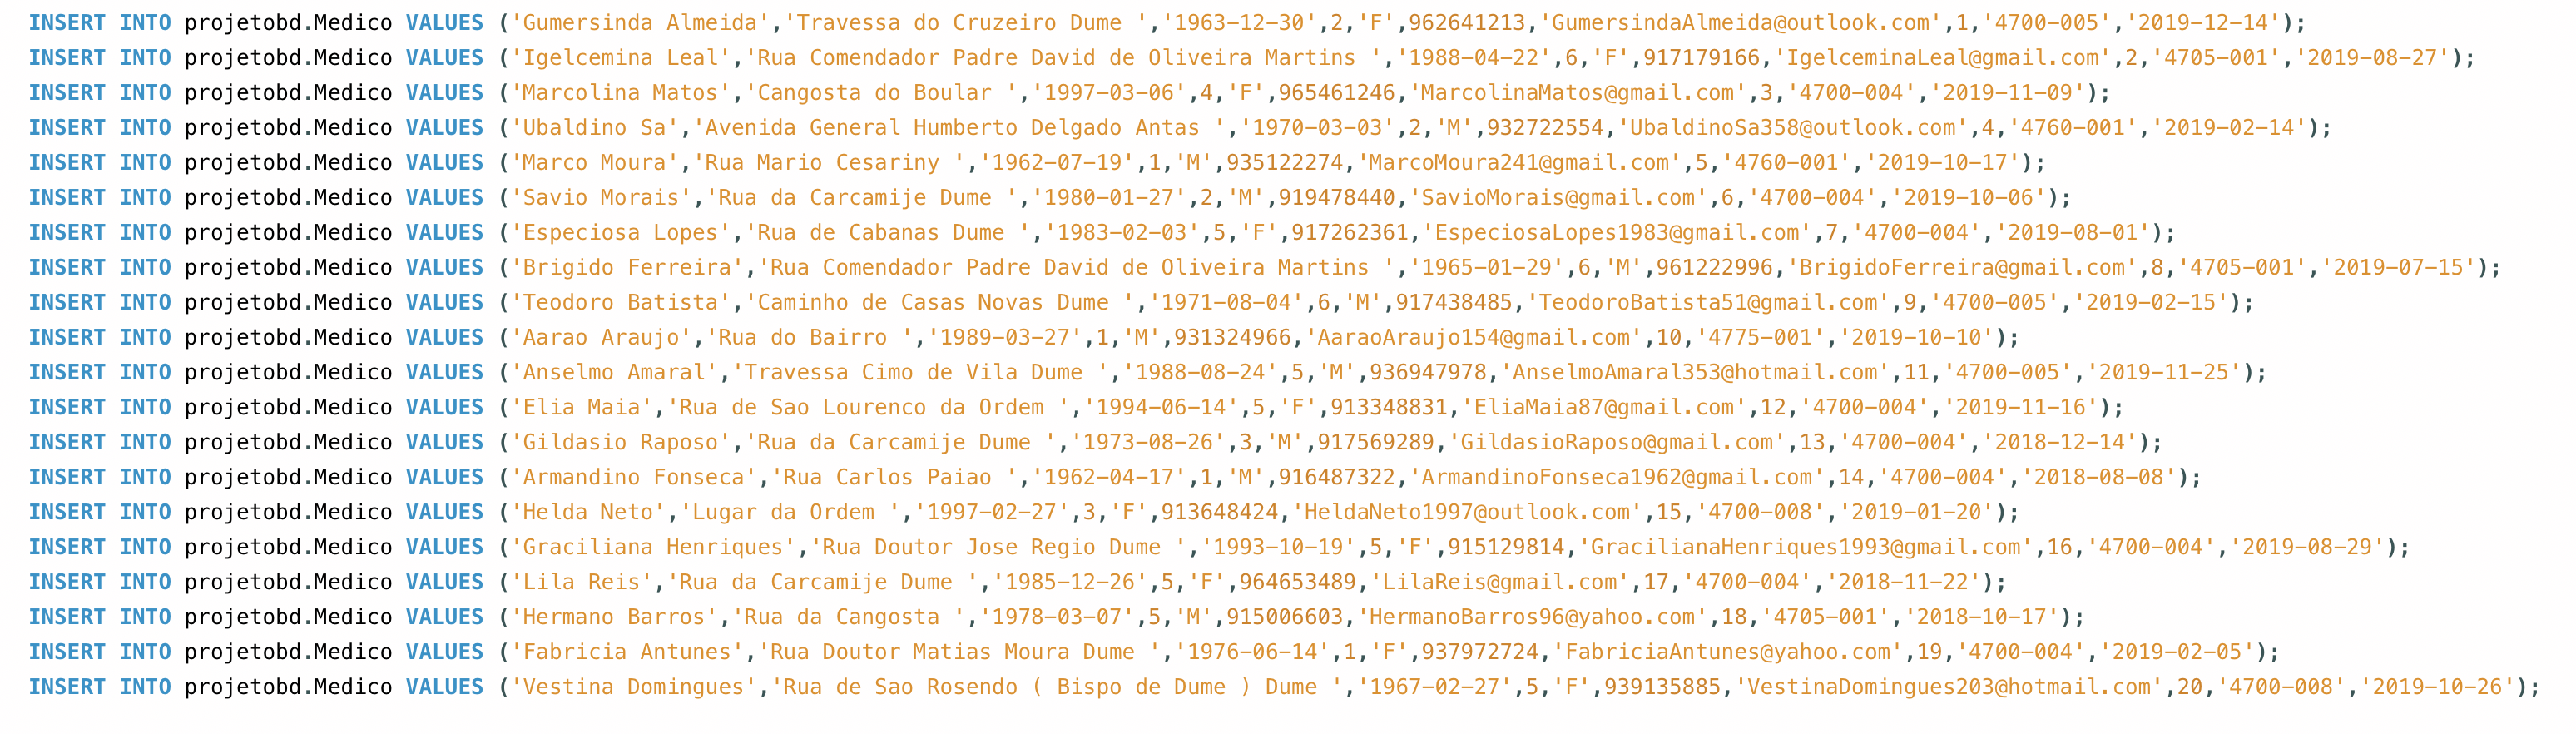 INSERT INTO projetobd.Medico VALUES ('Gumersinda Almeida','Travessa do Cruzeiro Dume ','1963-12-30',2,'F',962641213,'GumersindaAlmeida@outlook.com',1,'4700-005','2019-12-14');
INSERT INTO projetobd.Medico VALUES ('Igelcemina Leal','Rua Comendador Padre David de Oliveira Martins ','1988-04-22',6,'F',917179166,'IgelceminaLeal@gmail.com',2,'4705-001','2019-08-27');
INSERT INTO projetobd.Medico VALUES ('Marcolina Matos','Cangosta do Boular ','1997-03-06',4,'F',965461246,'MarcolinaMatos@gmail.com',3,'4700-004','2019-11-09');
INSERT INTO projetobd.Medico VALUES ('Ubaldino Sa','Avenida General Humberto Delgado Antas ','1970-03-03',2,'M',932722554,'UbaldinoSa358@outlook.com',4,'4760-001','2019-02-14');
INSERT INTO projetobd.Medico VALUES ('Marco Moura','Rua Mario Cesariny ','1962-07-19',1,'M',935122274,'MarcoMoura241@gmail.com',5,'4760-001','2019-10-17');
INSERT INTO projetobd.Medico VALUES ('Savio Morais','Rua da Carcamije Dume ','1980-01-27',2,'M',919478440,'SavioMorais@gmail.com',6,'4700-004','2019-10-06');
INSERT INTO projetobd.Medico VALUES ('Especiosa Lopes','Rua de Cabanas Dume ','1983-02-03',5,'F',917262361,'EspeciosaLopes1983@gmail.com',7,'4700-004','2019-08-01');
INSERT INTO projetobd.Medico VALUES ('Brigido Ferreira','Rua Comendador Padre David de Oliveira Martins ','1965-01-29',6,'M',961222996,'BrigidoFerreira@gmail.com',8,'4705-001','2019-07-15');
INSERT INTO projetobd.Medico VALUES ('Teodoro Batista','Caminho de Casas Novas Dume ','1971-08-04',6,'M',917438485,'TeodoroBatista51@gmail.com',9,'4700-005','2019-02-15');
INSERT INTO projetobd.Medico VALUES ('Aarao Araujo','Rua do Bairro ','1989-03-27',1,'M',931324966,'AaraoAraujo154@gmail.com',10,'4775-001','2019-10-10');
INSERT INTO projetobd.Medico VALUES ('Anselmo Amaral','Travessa Cimo de Vila Dume ','1988-08-24',5,'M',936947978,'AnselmoAmaral353@hotmail.com',11,'4700-005','2019-11-25');
INSERT INTO projetobd.Medico VALUES ('Elia Maia','Rua de Sao Lourenco da Ordem ','1994-06-14',5,'F',913348831,'EliaMaia87@gmail.com',12,'4700-004','2019-11-16');
INSERT INTO projetobd.Medico VALUES ('Gildasio Raposo','Rua da Carcamije Dume ','1973-08-26',3,'M',917569289,'GildasioRaposo@gmail.com',13,'4700-004','2018-12-14');
INSERT INTO projetobd.Medico VALUES ('Armandino Fonseca','Rua Carlos Paiao ','1962-04-17',1,'M',916487322,'ArmandinoFonseca1962@gmail.com',14,'4700-004','2018-08-08');
INSERT INTO projetobd.Medico VALUES ('Helda Neto','Lugar da Ordem ','1997-02-27',3,'F',913648424,'HeldaNeto1997@outlook.com',15,'4700-008','2019-01-20');
INSERT INTO projetobd.Medico VALUES ('Graciliana Henriques','Rua Doutor Jose Regio Dume ','1993-10-19',5,'F',915129814,'GracilianaHenriques1993@gmail.com',16,'4700-004','2019-08-29');
INSERT INTO projetobd.Medico VALUES ('Lila Reis','Rua da Carcamije Dume ','1985-12-26',5,'F',964653489,'LilaReis@gmail.com',17,'4700-004','2018-11-22');
INSERT INTO projetobd.Medico VALUES ('Hermano Barros','Rua da Cangosta ','1978-03-07',5,'M',915006603,'HermanoBarros96@yahoo.com',18,'4705-001','2018-10-17');
INSERT INTO projetobd.Medico VALUES ('Fabricia Antunes','Rua Doutor Matias Moura Dume ','1976-06-14',1,'F',937972724,'FabriciaAntunes@yahoo.com',19,'4700-004','2019-02-05');
INSERT INTO projetobd.Medico VALUES ('Vestina Domingues','Rua de Sao Rosendo ( Bispo de Dume ) Dume ','1967-02-27',5,'F',939135885,'VestinaDomingues203@hotmail.com',20,'4700-008','2019-10-26');